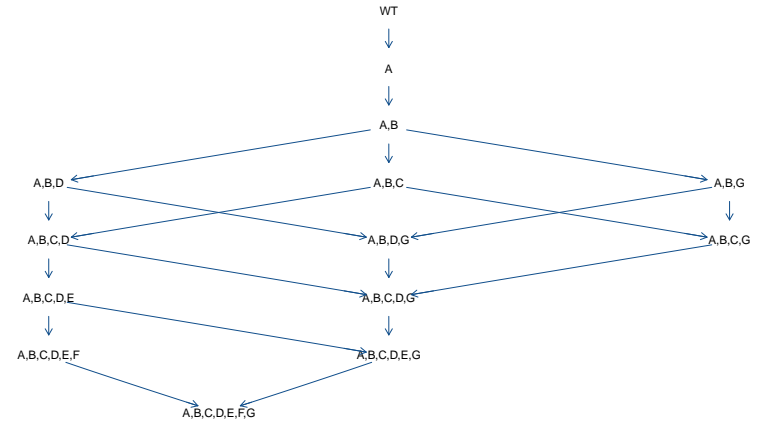 WT
A
A,B
A,B,D
A,B,C
A,B,G
A,B,C,D
A,B,D,G
A,B,C,G
A,B,C,D,E
A,B,C,D,G
A,B,C,D,E,F
A,B,C,D,E,G
A,B,C,D,E,F,G